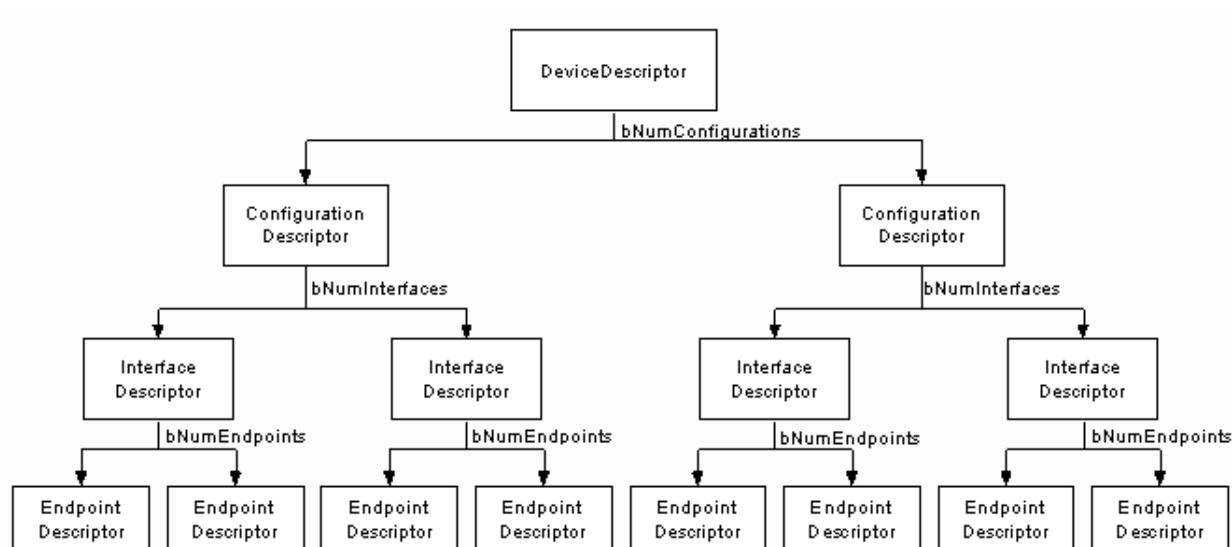 DeviceDescriptor
bNumConfigurations
Configuration
Descriptor
Configuration
Descriptor
bNumInterfaces
bNumInterfaces
Interface
Descriptor
Interface
Descriptor
Interface
Descriptor
Interface
Descriptor
bNumEndpoints
bNumEndpoints
bNumEndpoints
bNumEndpoints
Endpoint
Descriptor
Endpoint
Descriptor
Endpoint
Descriptor
Endpoint
Descriptor
Endpoint
Descriptor
Endpoint
Descriptor
Endpoint
Descriptor
Endpoint
Descriptor